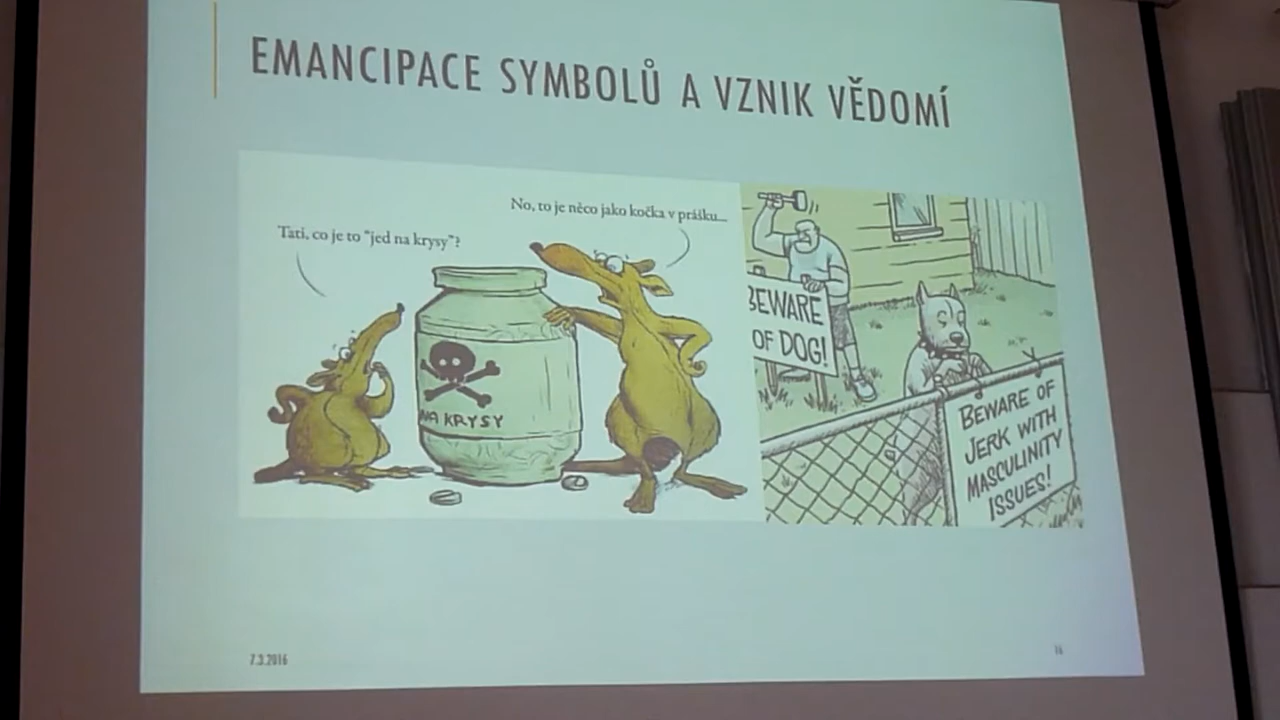 EMANCIPACE SYMBOLŮ A VZNIK VĚDOMÍ
No, to je něco jako kočka v prášku...
Tati, co je to "jed na krysy"?
NA KRYSY
BEWARE
OF DOG!
BEWARE OF
JERK WITH
MASCULINITY
ISSUES!
7.3.2016
16